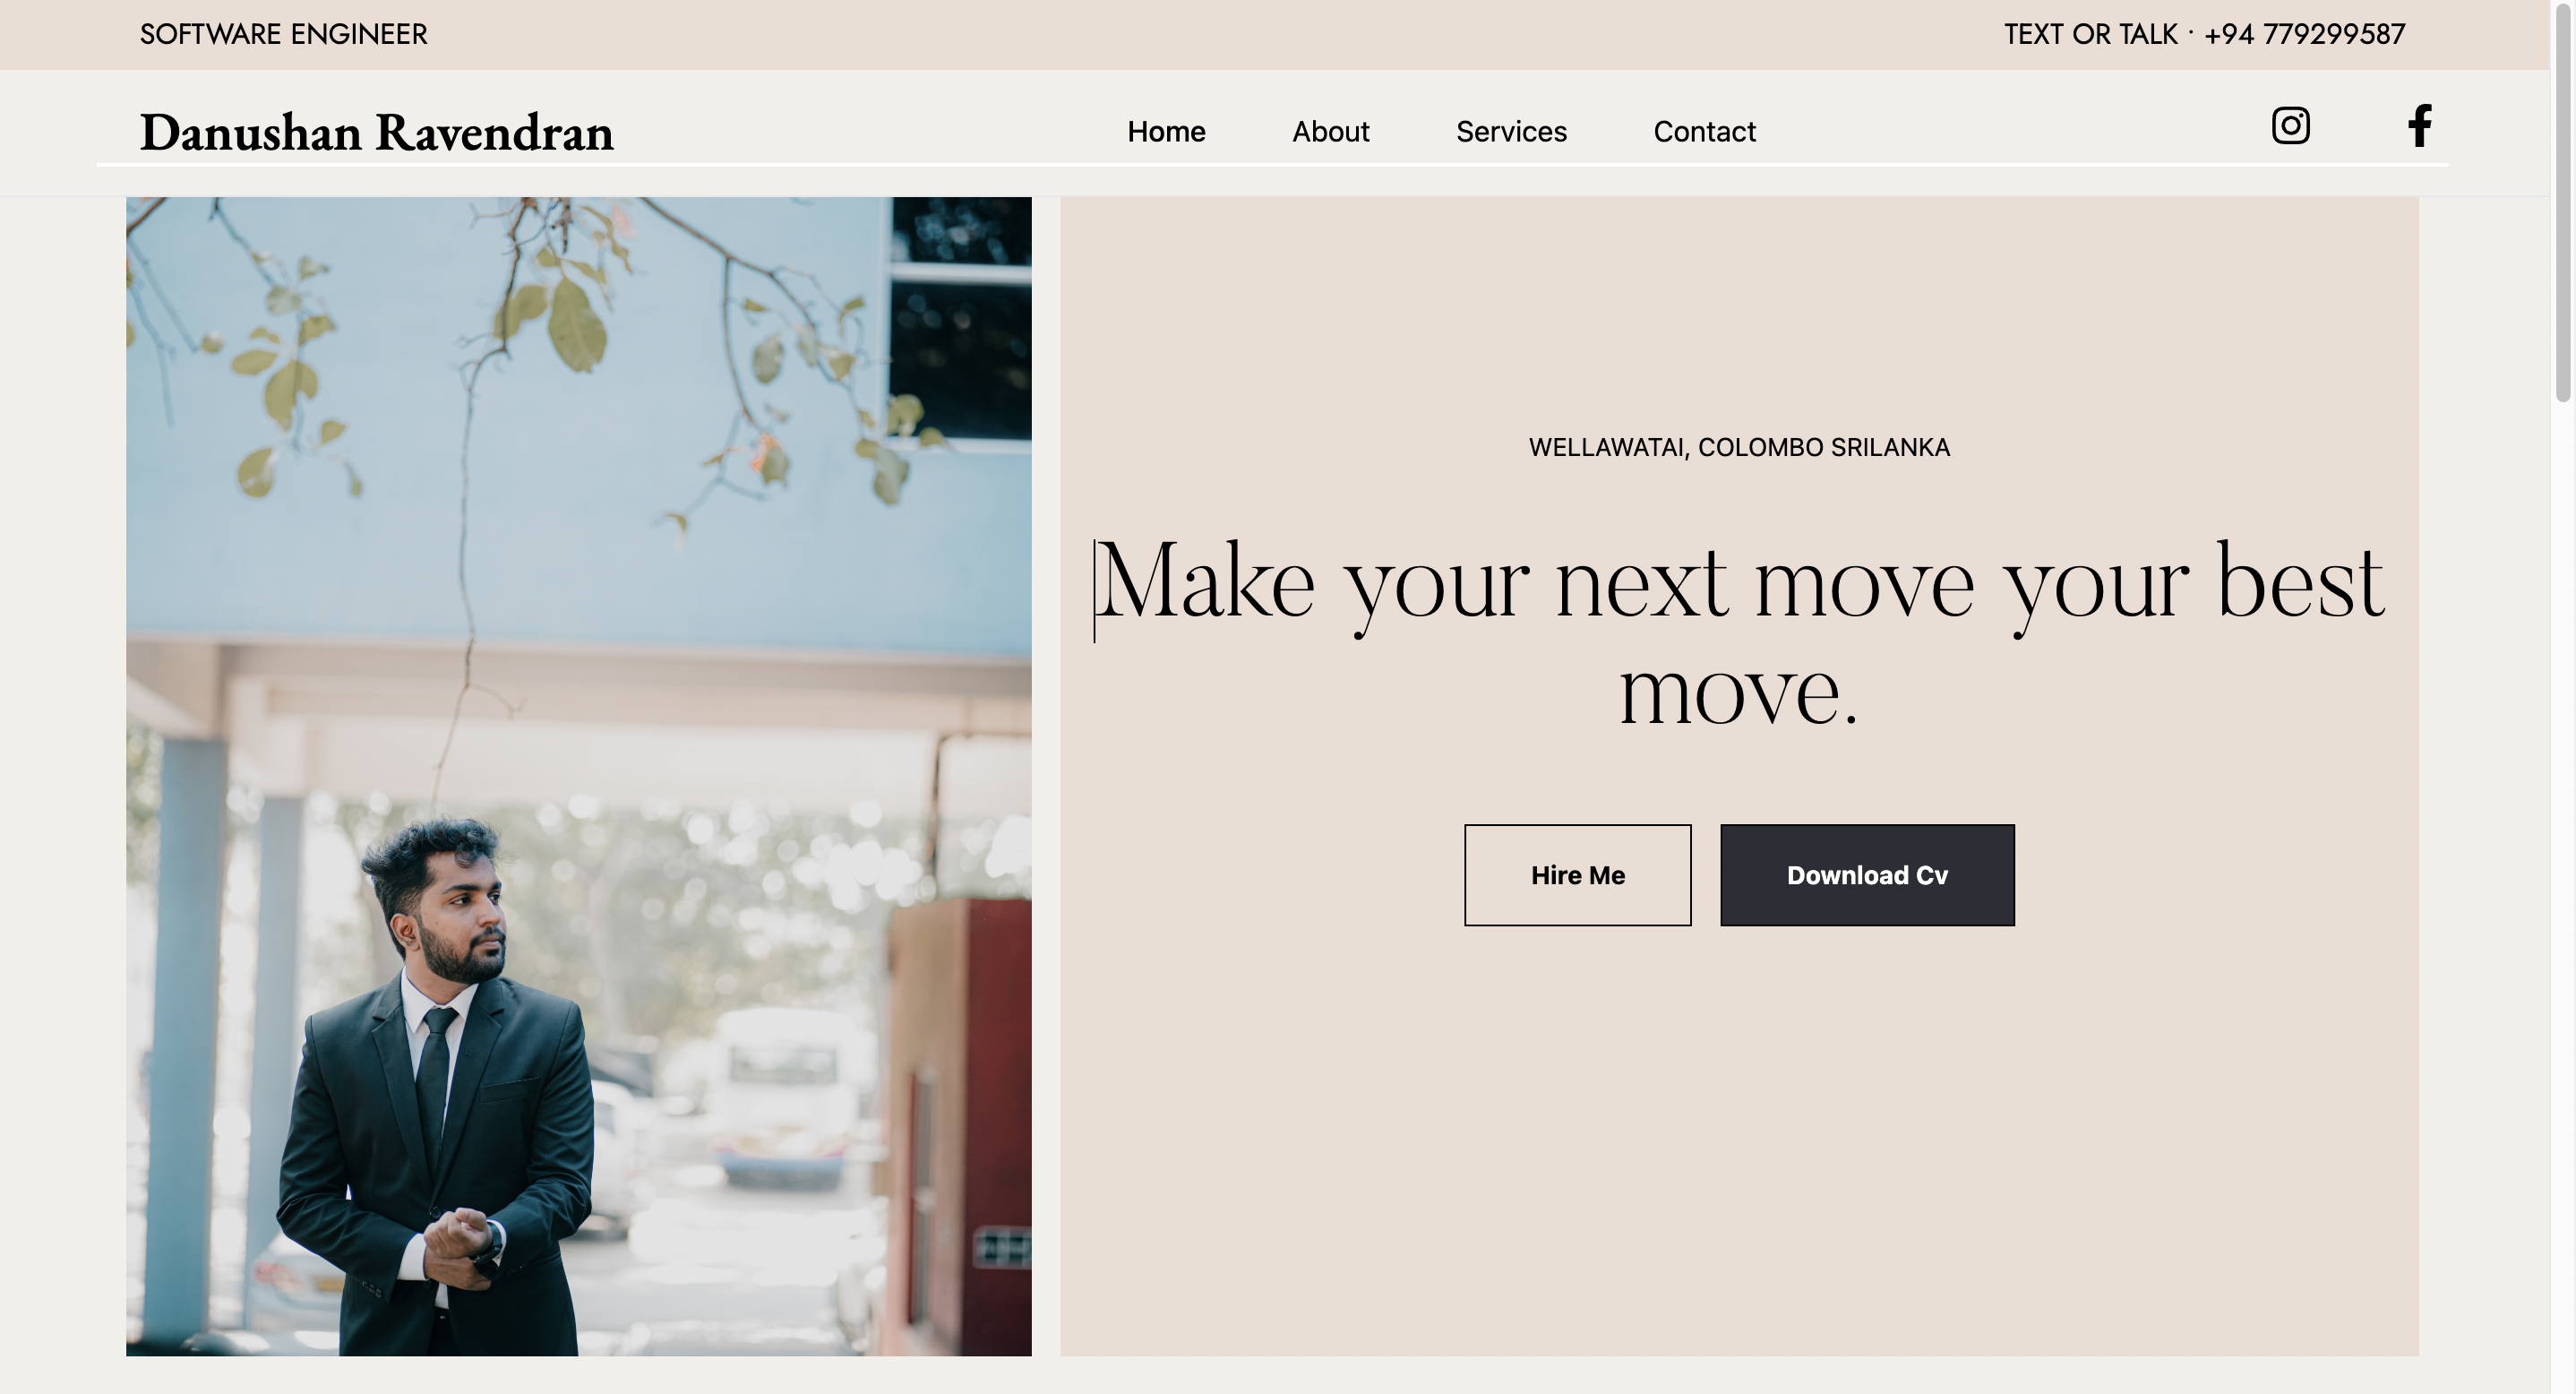 SOFTWARE ENGINEER
TEXT OR TALK · +94 779299587
Danushan Ravendran
Home
About
Services
Contact
WELLAWATAI, COLOMBO SRILANKA
Make your next move your best
move.
Hire Me
Download Cv